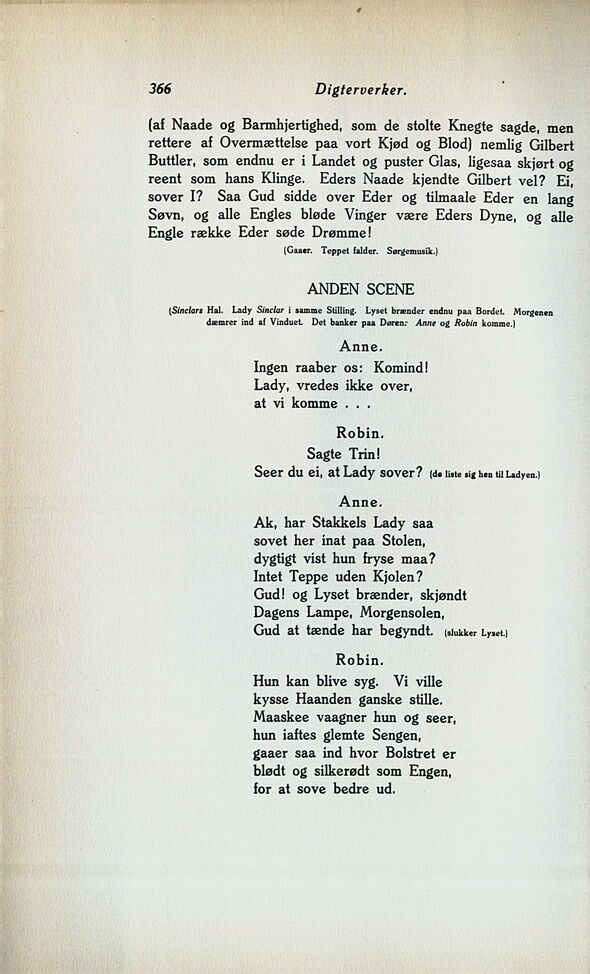 366 Digterverker.
(af Naade og Barmhjertighed, som de stolte Knegte sagde, men
rettere af Overmættelse paa vort Kjød og Blod) nemlig Gilbert
Buttler, som endnu er i Landet og puster Glas, ligesaa skjørt og
reent som hans Klinge. Eders Naade kjendte Gilbert vel? Ei,
sover I? Saa Gud sidde over Eder og tilmaale Eder en lang
Søvn, og alle Engles bløde Vinger være Eders Dyne, og alle
Engle række Eder søde Drømme!
(Gaaer. Teppet falder. Sørgemusik.)
ANDEN SCENE
(Sinclars Hal. Lady Sinclar i samme Stilling. Lyset brænder endnu paa Bordet. Morgenen
dæmrer ind af Vinduet. Det banker paa Døren: Anne og Robin komme.)
Anne.
Ingen raaber os: Komind!
Lady, vredes ikke over,
at vi komme . . .
Robin.
Sagte Trin!
Seer du ei, at Lady sover? (de liste sig hen til Ladyen.)
Anne.
Ak, har Stakkels Lady saa
sovet her inat paa Stolen,
dygtigt vist hun fryse maa?
Intet Teppe uden Kjolen?
Gud! og Lyset brænder, skjøndt
Dagens Lampe, Morgensolen,
Gud at tænde har begyndt. (slukker Lyset.)
Robin.
Hun kan blive syg. Vi ville
kysse Haanden ganske stille.
Maaskee vaagner hun og seer,
hun iaftes glemte Sengen,
gaaer saa ind hvor Bolstret er
blødt og silkerødt som Engen,
for at sove bedre ud.